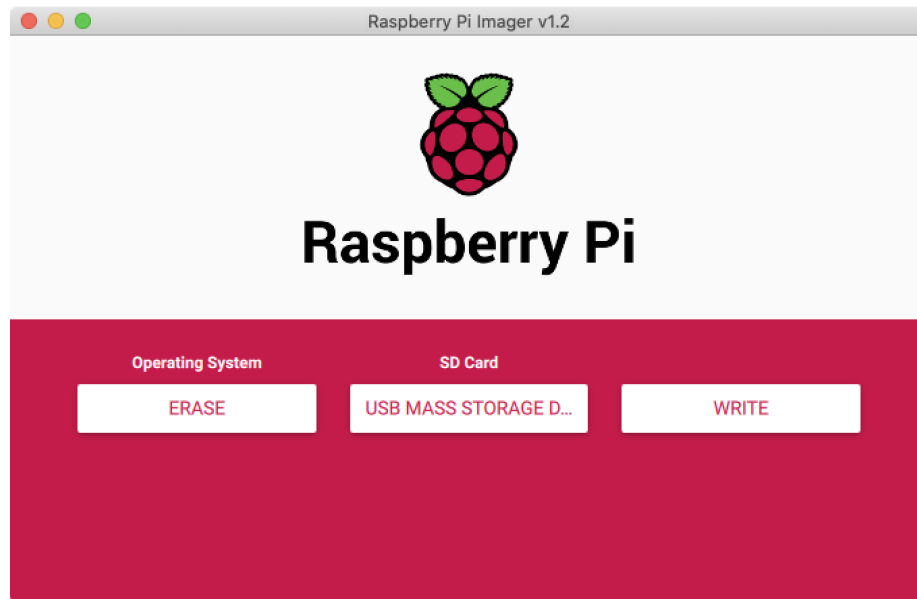 Raspberry Pi Imager v1.2
Raspberry Pi
Operating System
SD Card
ERASE
USB MASS STORAGE D...
WRITE